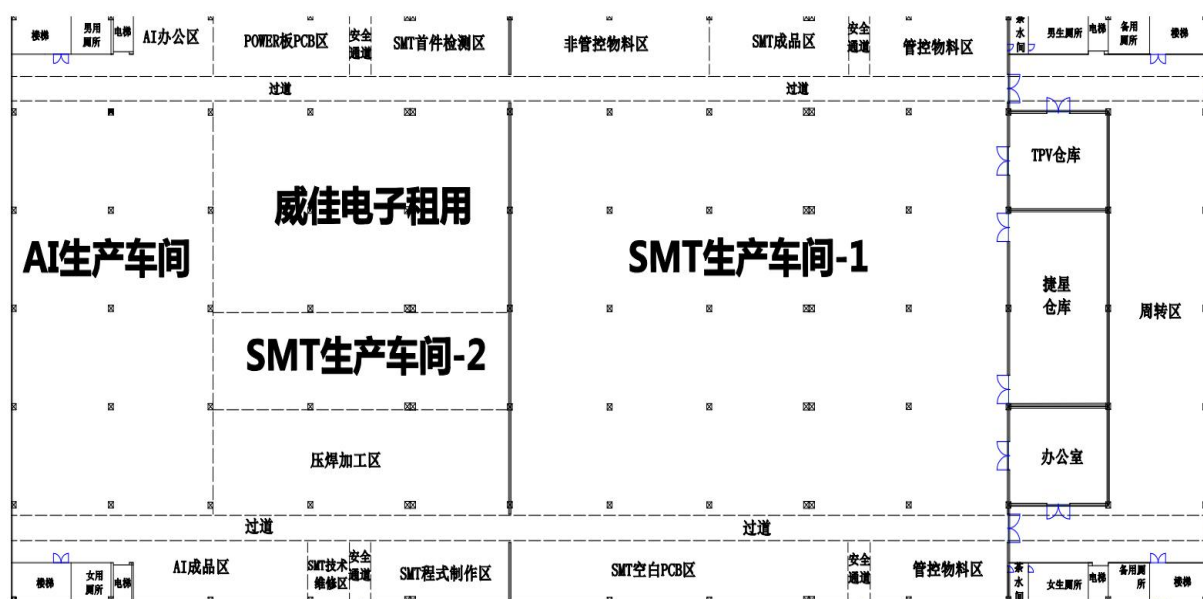 楼梯
男用
厕所
电梯
AI办公区
POWER板PCB区
安全
通道
SMT首件检测区
非管控物料区
SMT成品区
安全
通道
管控物料区
茶
水
间
男生厕所
电梯
备用
厕所
楼梯
过道
过道
TPV仓库
威佳电子租用
AI生产车间
SMT生产车间-1
捷星
仓库
周转区
SMT生产车间-2
压焊加工区
办公室
过道
过道
楼梯
女用
厕所
电梯
AI成品区
SMT技术
维修区
安全
通道
SMT程式制作区
SMT空白PCB区
安全
通道
管控物料区
茶
水
间
女生厕所
电梯
备用厕
所
楼梯